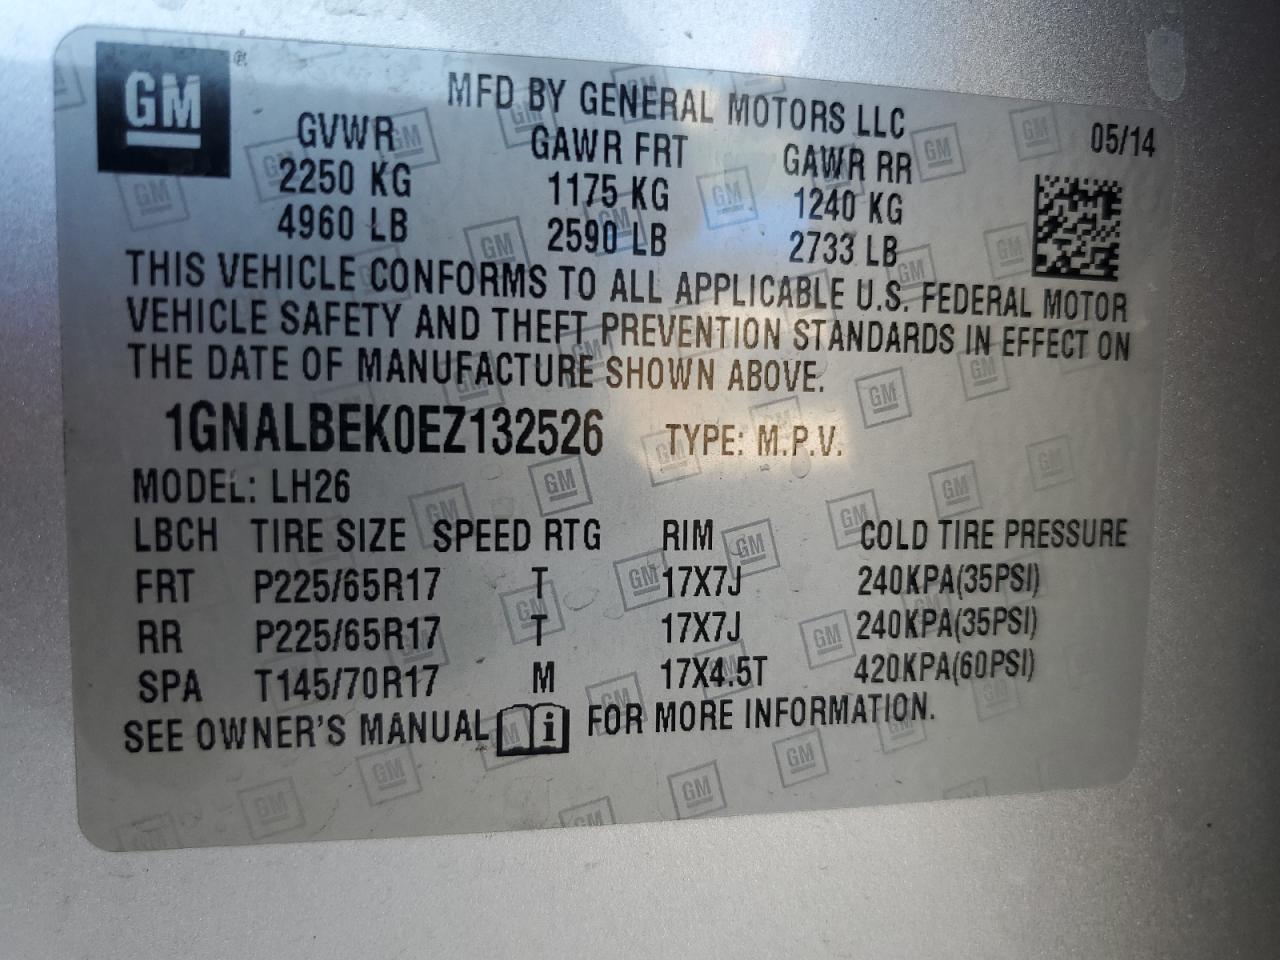 GM®
MFD BY GENERAL MOTORS LLC
05/14
GVWR GAWR FRT GAWR RR
2250 KG 1175 KG 1240 KG
4960 LB 2590 LB 2733 LB
THIS VEHICLE CONFORMS TO ALL APPLICABLE U.S. FEDERAL MOTOR
VEHICLE SAFETY AND THEFT PREVENTION STANDARDS IN EFFECT ON
THE DATE OF MANUFACTURE SHOWN ABOVE.
1GNALBEK0EZ132526 TYPE: M.P.V.
MODEL: LH26
LBCH TIRE SIZE SPEED RTG RIM COLD TIRE PRESSURE
FRT P225/65R17 T 17X7J 240KPA(35PSI)
RR P225/65R17 T 17X7J 240KPA(35PSI)
SPA T145/70R17 M 17X4.5T 420KPA(60PSI)
SEE OWNER'S MANUAL i FOR MORE INFORMATION.